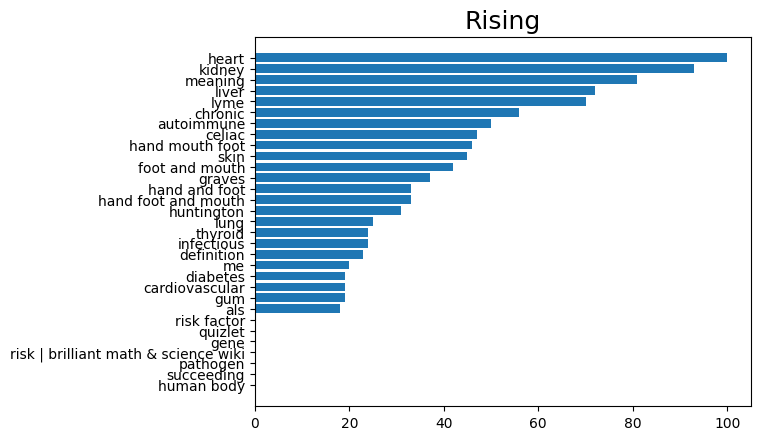 Rising
heart
kidney
meaning
liver
lyme
chronic
autoimmune
celiac
hand mouth foot
skin
foot and mouth
graves
hand and foot
hand foot and mouth
huntington
lung
thyroid
infectious
definition
me
diabetes
cardiovascular
gum
als
risk factor
quizlet
gene
risk | brilliant math & science wiki
pathogen
succeeding
human body
0 20 40 60 80 100